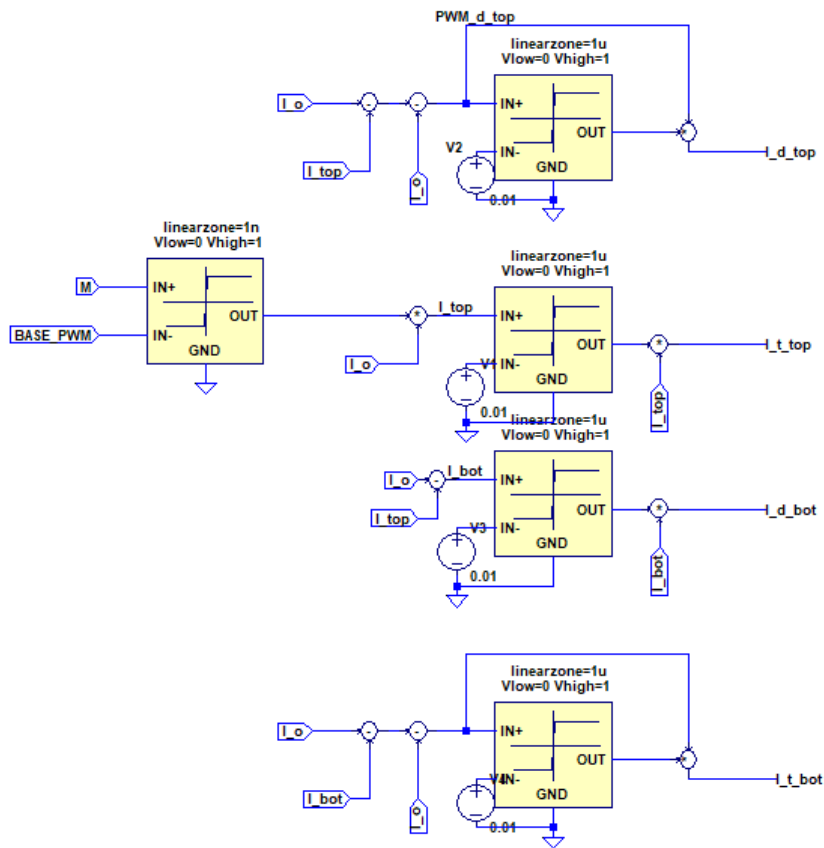 PWM_d_top
linearzone=1u
Vlow=0 Vhigh=1
I_o
-
-
IN+
OUT
*
V2
IN-
I_d_top
GND
I_top
I_o
0.01
linearzone=1n
Vlow=0 Vhigh=1
linearzone=1u
Vlow=0 Vhigh=1
M
IN+
I_top
IN+
OUT
*
OUT
*
I_t_top
BASE_PWM
IN-
GND
I_o
V1
IN-
GND
I_top
0.01
linearzone=1u
Vlow=0 Vhigh=1
I_o
-
I_bot
IN+
OUT
*
I_d_bot
I_top
V3
IN-
GND
I_bot
0.01
linearzone=1u
Vlow=0 Vhigh=1
I_o
-
-
IN+
OUT
*
V4
IN-
I_t_bot
GND
I_bot
I_o
0.01